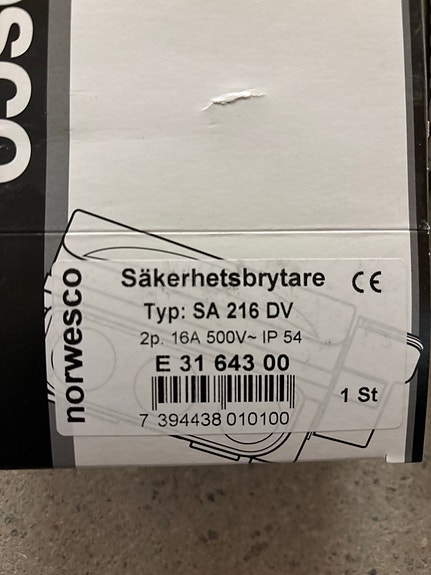 norwesco
Säkerhetsbrytare CE
Typ: SA 216 DV
2p. 16A 500V~ IP 54
E 31 643 00
1 St
7 394438 010100